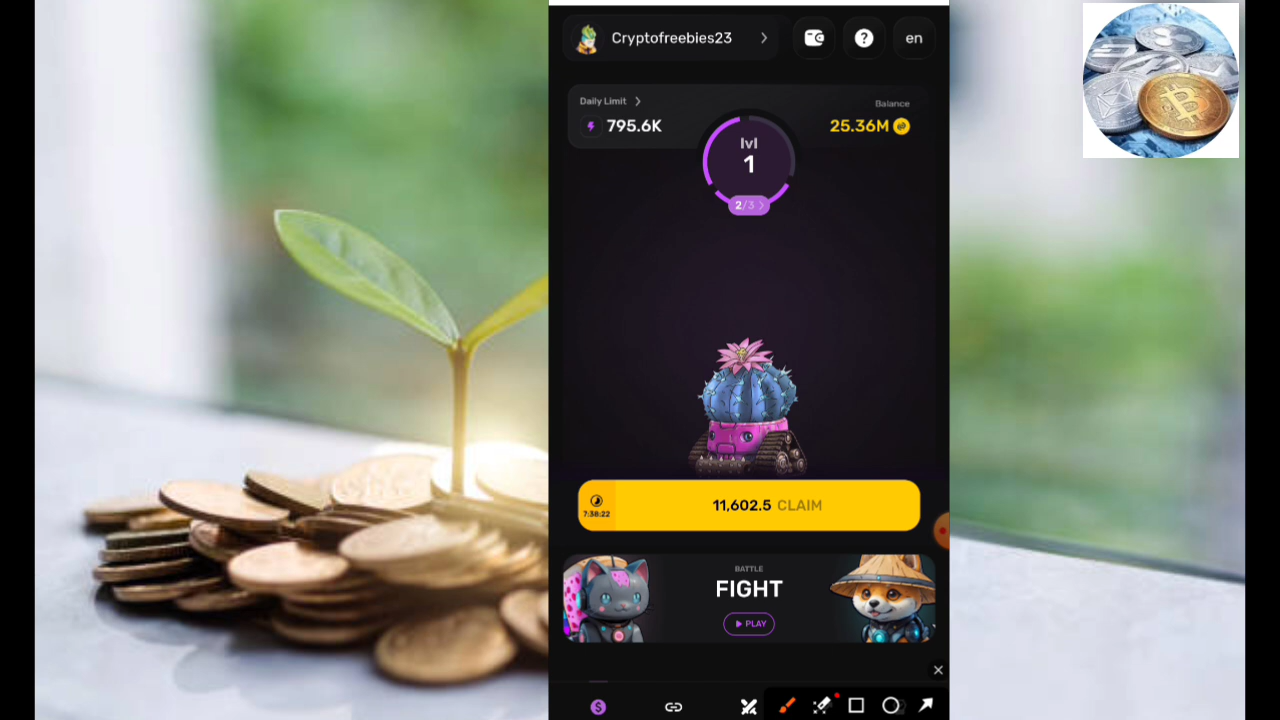 Cryptofreebies23
en
Daily Limit
795.6K
Balance
25.36M
lvl
1
2/3
7:38:22
11,602.5 CLAIM
BATTLE
FIGHT
PLAY